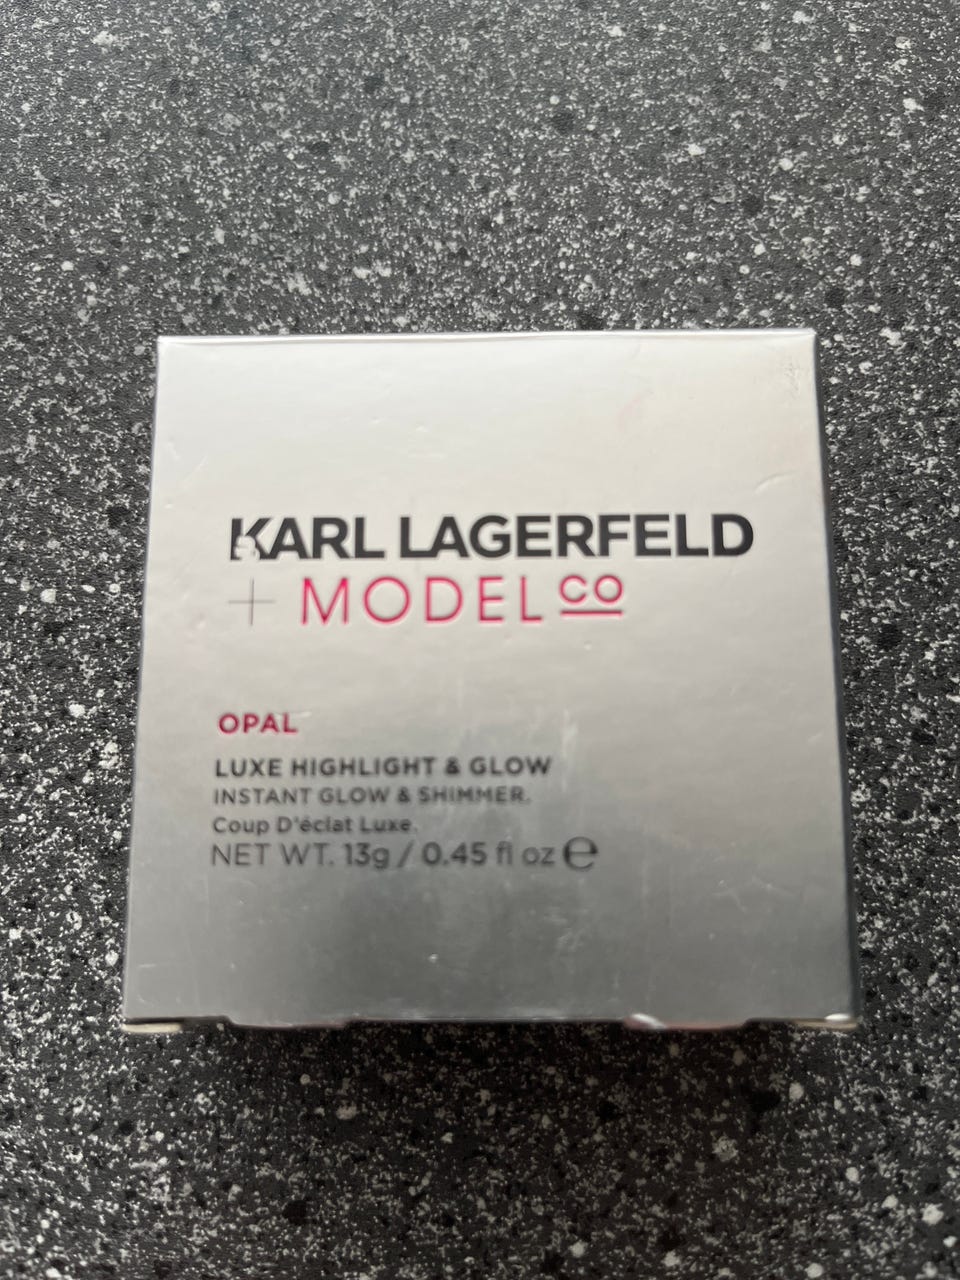 KARL LAGERFELD
+ MODEL CO
OPAL
LUXE HIGHLIGHT & GLOW
INSTANT GLOW & SHIMMER.
Coup D'éclat Luxe.
NET WT. 13g / 0.45 fl oz ℮